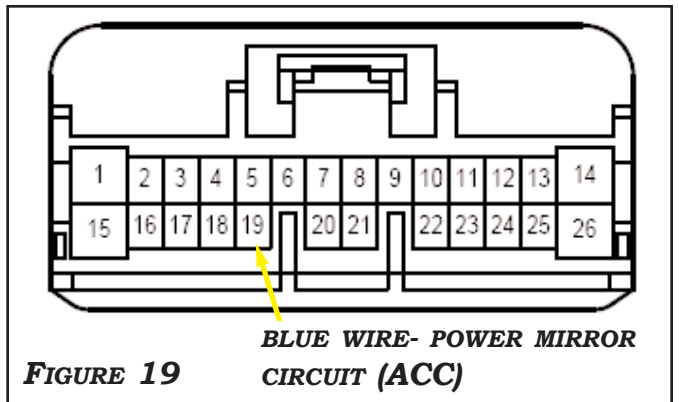 1 2 3 4 5 6 7 8 9 10 11 12 13 14
15 16 17 18 19 20 21 22 23 24 25 26
BLUE WIRE- POWER MIRROR
FIGURE 19 CIRCUIT (ACC)